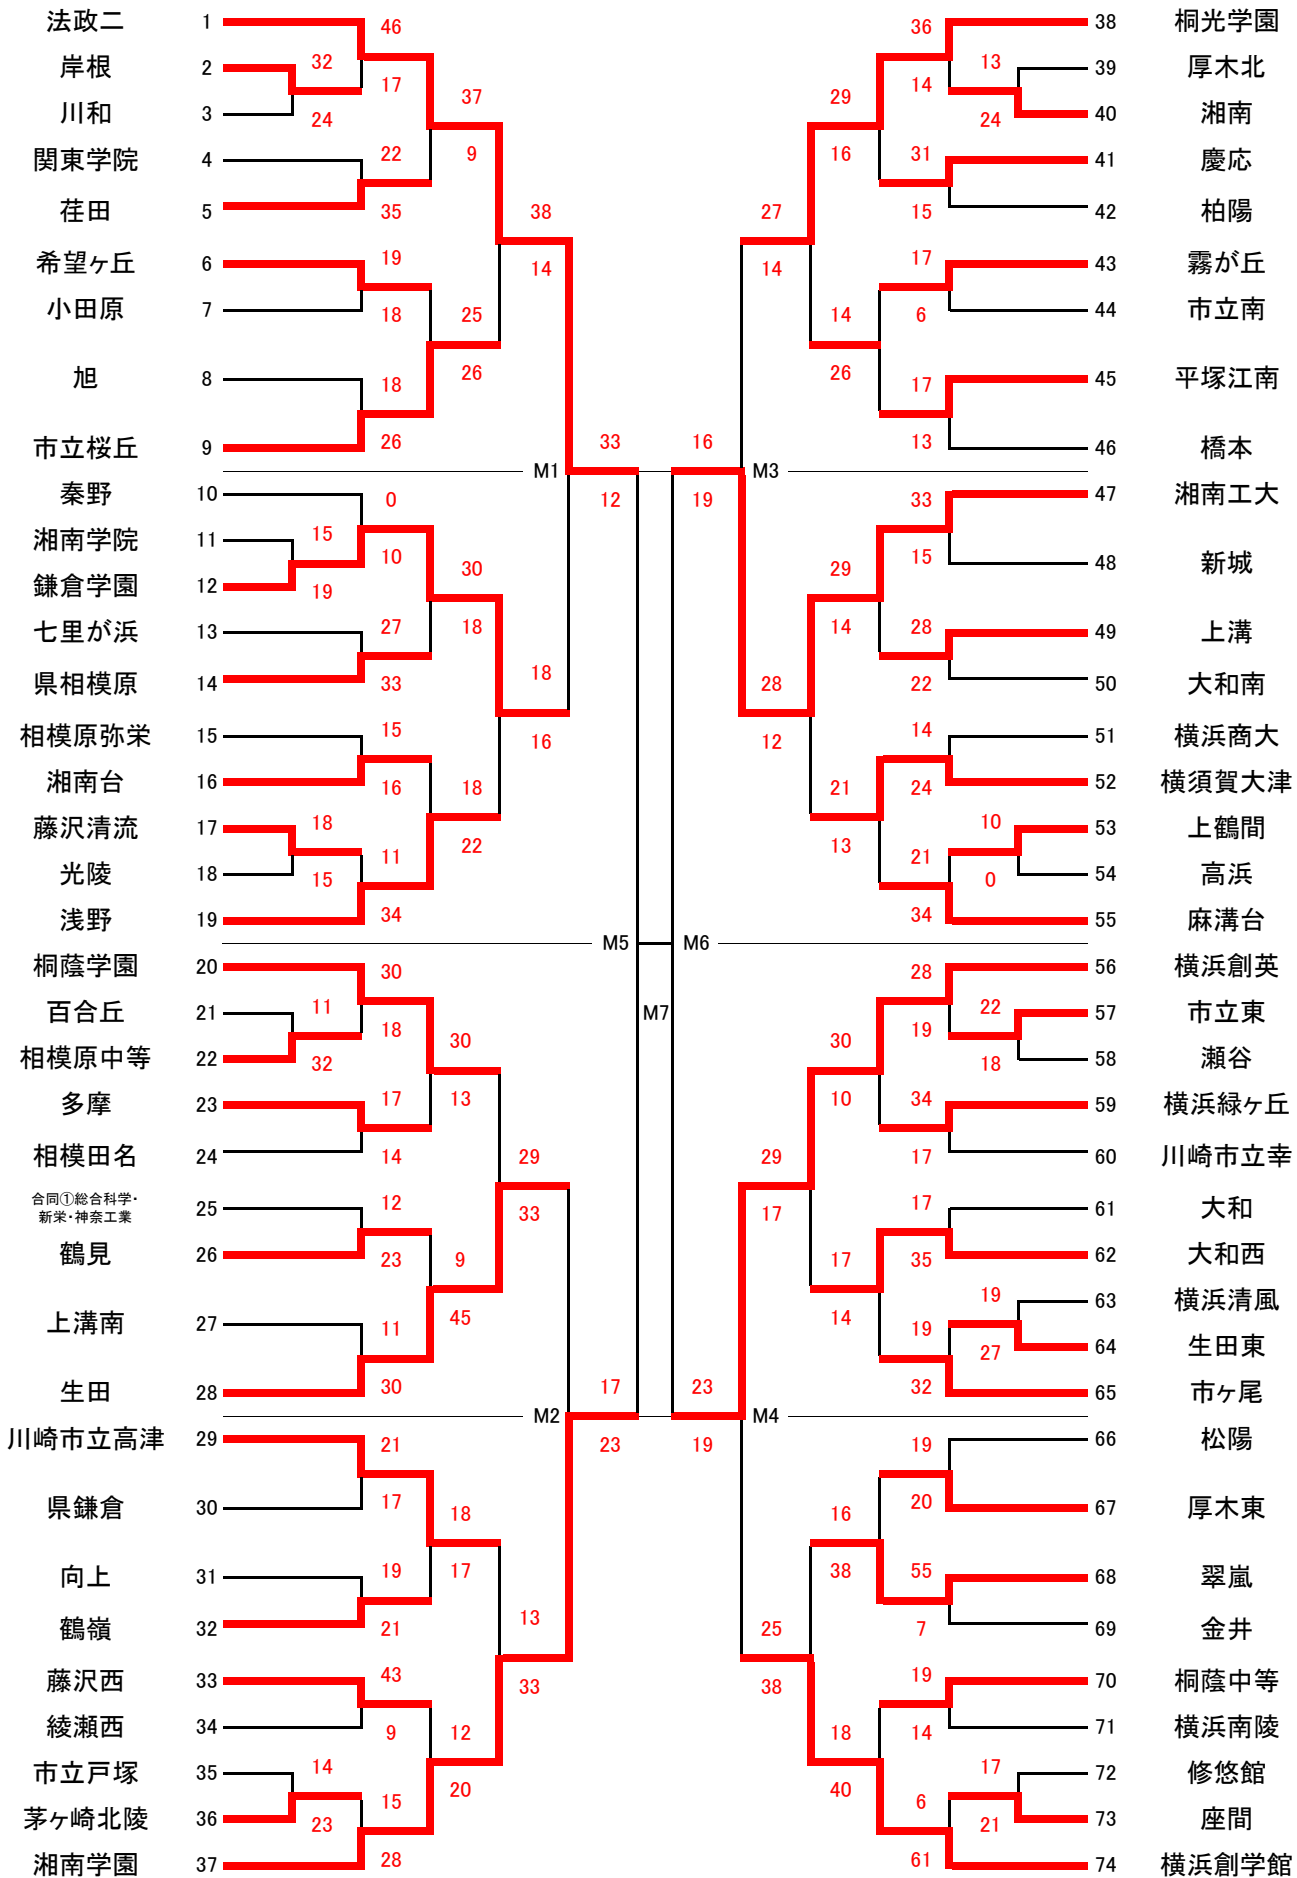 法政二 1 46 36 38 桐光学園
岸根 2 32 13 39 厚木北
17 14
川和 3 24 37 29 24 40 湘南
関東学院 4 22 9 16 31 41 慶応
荏田 5 35 38 27 15 42 柏陽
希望ヶ丘 6 19 14 14 17 43 霧が丘
小田原 7 18 25 14 6 44 市立南
旭 8 18 26 26 17 45 平塚江南
市立桜丘 9 26 33 16 13 46 橋本
M1 M3
秦野 10 0 12 19 33 47 湘南工大
湘南学院 11 15
10 30 29 15 48 新城
鎌倉学園 12 19
七里が浜 13 27 18 14 28 49 上溝
県相模原 14 33 18 28 22 50 大和南
相模原弥栄 15 15 16 12 14 51 横浜商大
湘南台 16 16 18 21 24 52 横須賀大津
藤沢清流 17 18 10 53 上鶴間
11 22 13 21
光陵 18 15 0 54 高浜
浅野 19 34 34 55 麻溝台
M5 M6
桐蔭学園 20 30 28 56 横浜創英
百合丘 21 11 22 57 市立東
M7
18 30 30 19
相模原中等 22 32 18 58 瀬谷
多摩 23 17 13 10 34 59 横浜緑ヶ丘
相模田名 24 14 29 29 17 60 川崎市立幸
合同①総合科学・
新栄・神奈工業 25 12 33 17 17 61 大和
鶴見 26 23 9 17 35 62 大和西
19 63 横浜清風
上溝南 27 11 45 14 19
27 64 生田東
生田 28 30 17 23 32 65 市ヶ尾
M2 M4
川崎市立高津 29 21 23 19 19 66 松陽
県鎌倉 30 17 18 16 20 67 厚木東
向上 31 19 17 38 55 68 翠嵐
鶴嶺 32 21 13 25 7 69 金井
藤沢西 33 43 33 38 19 70 桐蔭中等
綾瀬西 34 9 12 18 14 71 横浜南陵
市立戸塚 35 14 17 72 修悠館
15 20 40 6
茅ヶ崎北陵 36 23 21 73 座間
湘南学園 37 28 61 74 横浜創学館